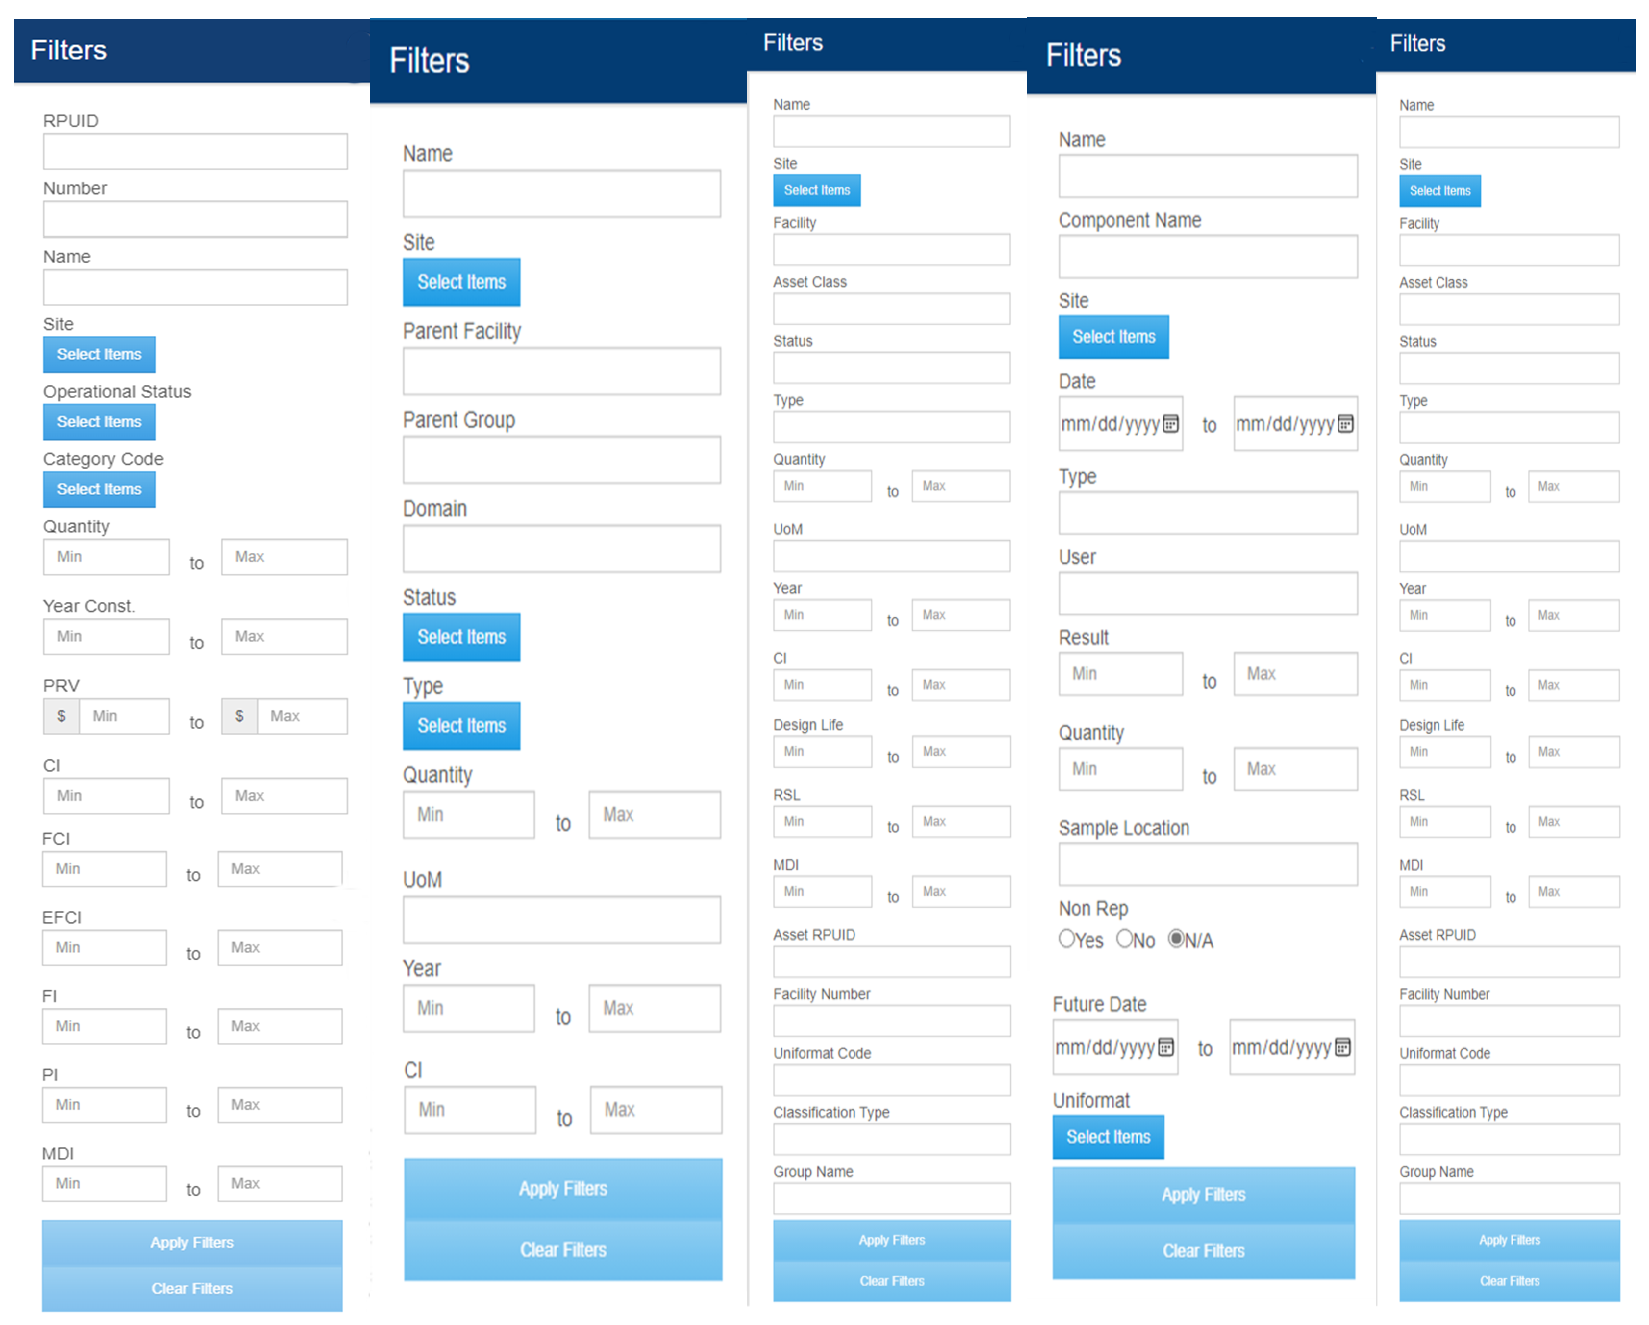 Filters
RPUID
Number
Name
Site
Select Items
Operational Status
Select Items
Category Code
Select Items
Quantity
Min to Max
Year Const.
Min to Max
PRV
$ Min to $ Max
CI
Min to Max
FCI
Min to Max
EFCI
Min to Max
FI
Min to Max
PI
Min to Max
MDI
Min to Max
Apply Filters
Clear Filters
Filters
Name
Site
Select Items
Parent Facility
Parent Group
Domain
Status
Select Items
Type
Select Items
Quantity
Min to Max
UoM
Year
Min to Max
CI
Min to Max
Apply Filters
Clear Filters
Filters
Name
Site
Select Items
Facility
Asset Class
Status
Type
Quantity
Min to Max
UoM
Year
Min to Max
CI
Min to Max
Design Life
Min to Max
RSL
Min to Max
MDI
Min to Max
Asset RPUID
Facility Number
Uniformat Code
Classification Type
Group Name
Apply Filters
Clear Filters
Filters
Name
Component Name
Site
Select Items
Date
mm/dd/yyyy to mm/dd/yyyy
Type
User
Result
Min to Max
Quantity
Min to Max
Sample Location
Non Rep
Yes No N/A
Future Date
mm/dd/yyyy to mm/dd/yyyy
Uniformat
Select Items
Apply Filters
Clear Filters
Filters
Name
Site
Select Items
Facility
Asset Class
Status
Type
Quantity
Min to Max
UoM
Year
Min to Max
CI
Min to Max
Design Life
Min to Max
RSL
Min to Max
MDI
Min to Max
Asset RPUID
Facility Number
Uniformat Code
Classification Type
Group Name
Apply Filters
Clear Filters